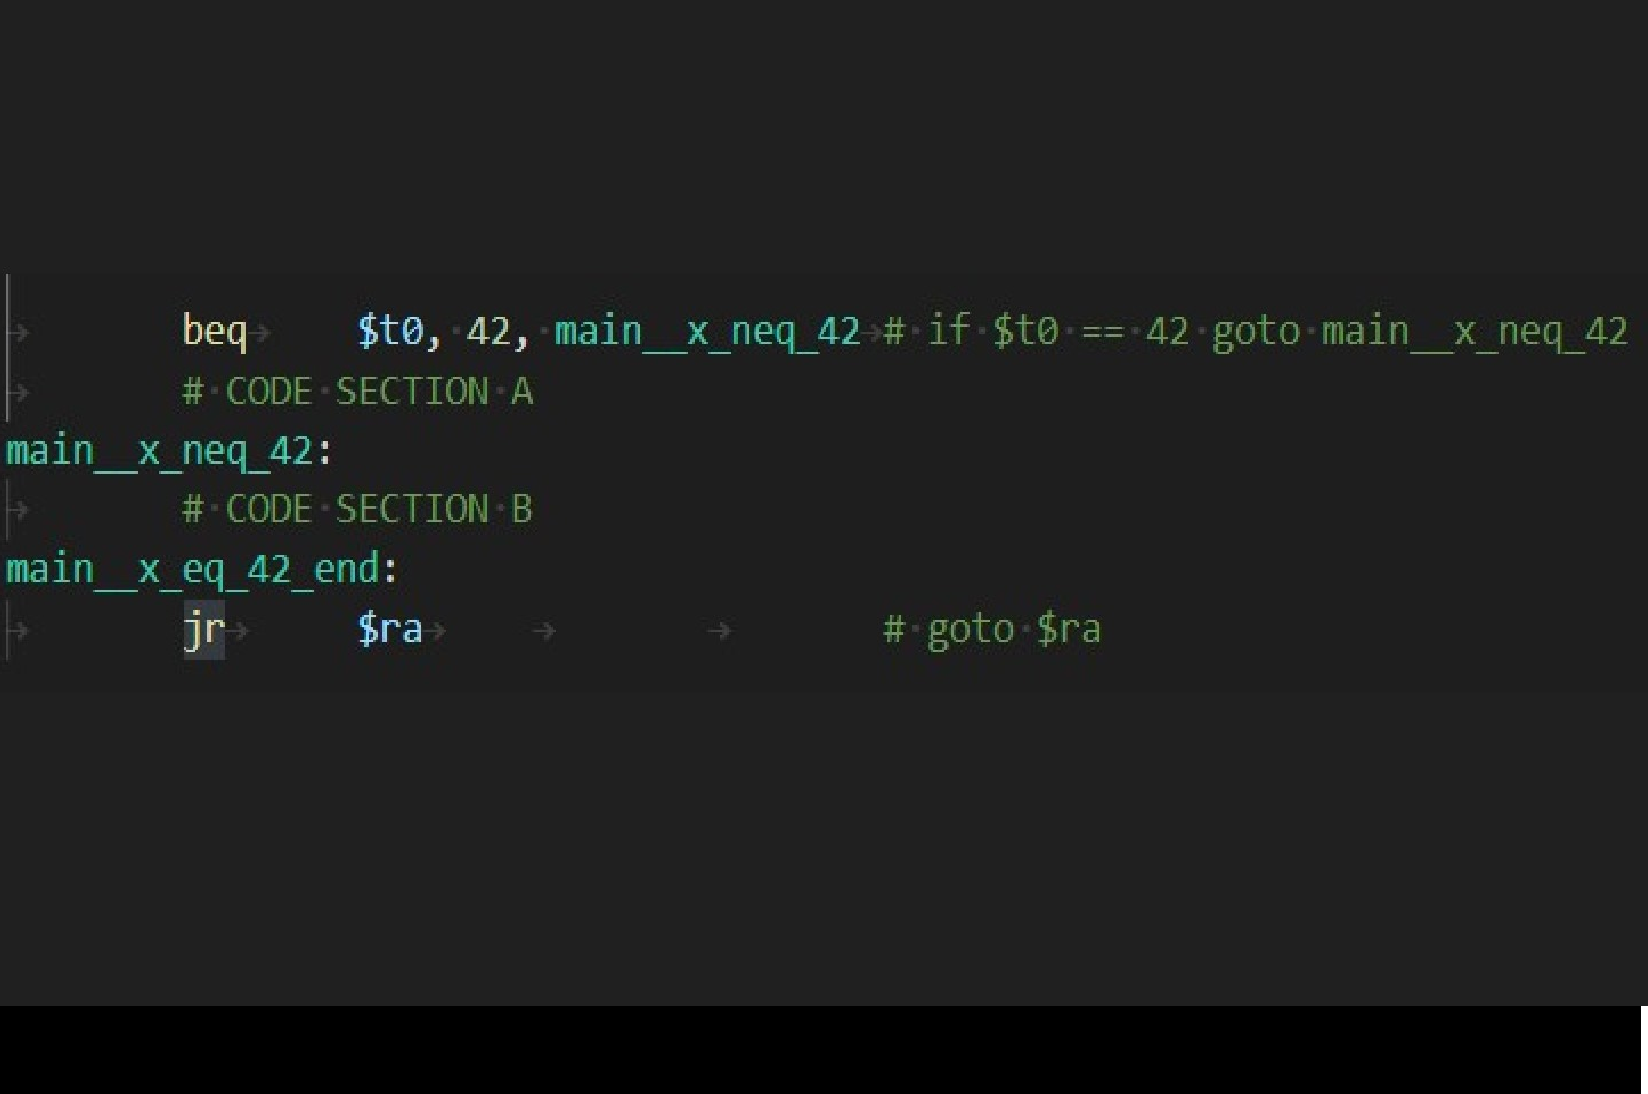 beq $t0, 42, main__x_neq_42 # if $t0 == 42 goto main__x_neq_42
# CODE SECTION A
main__x_neq_42:
# CODE SECTION B
main__x_eq_42_end:
jr $ra # goto $ra